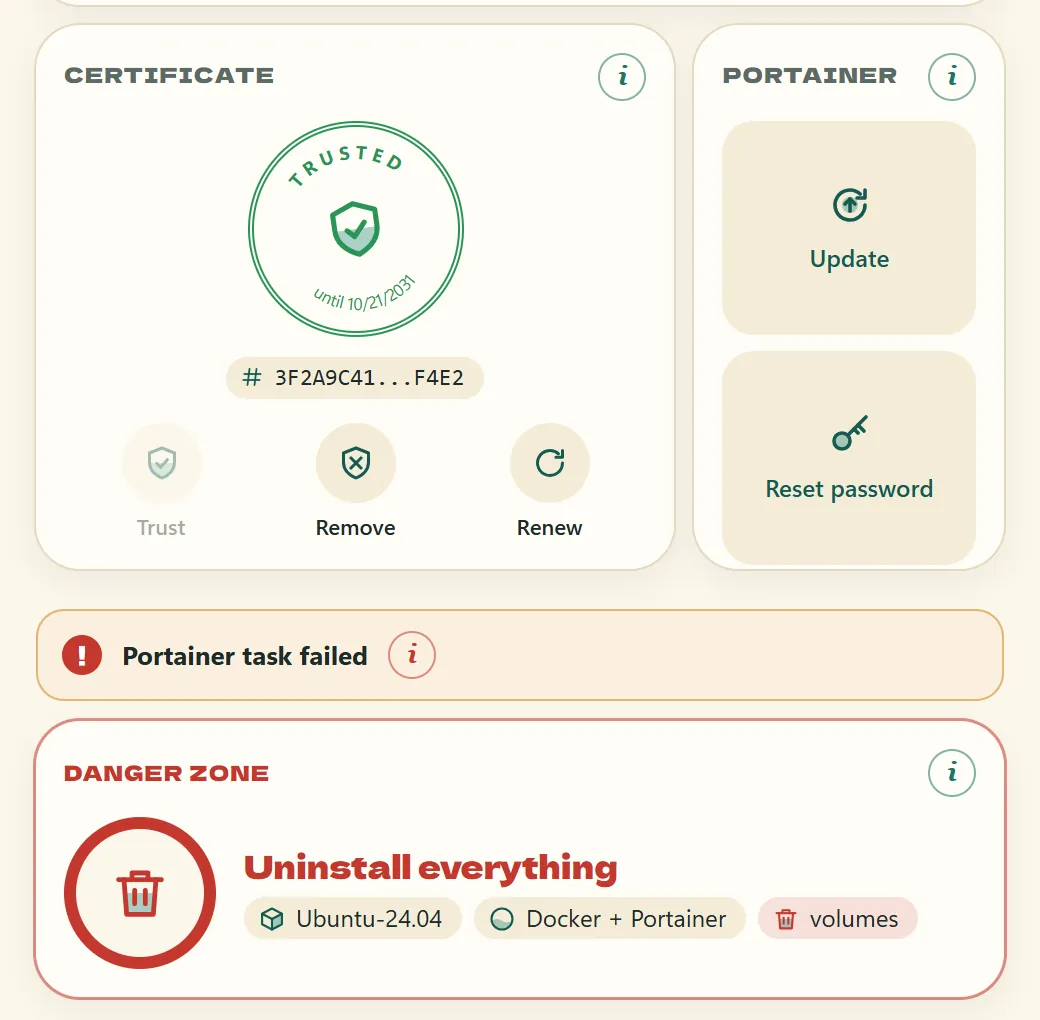 CERTIFICATE
i
TRUSTED
until 10/21/2031
# 3F2A9C41...F4E2
Trust
Remove
Renew
PORTAINER
i
Update
Reset password
! Portainer task failed i
DANGER ZONE
i
Uninstall everything
Ubuntu-24.04
Docker + Portainer
volumes